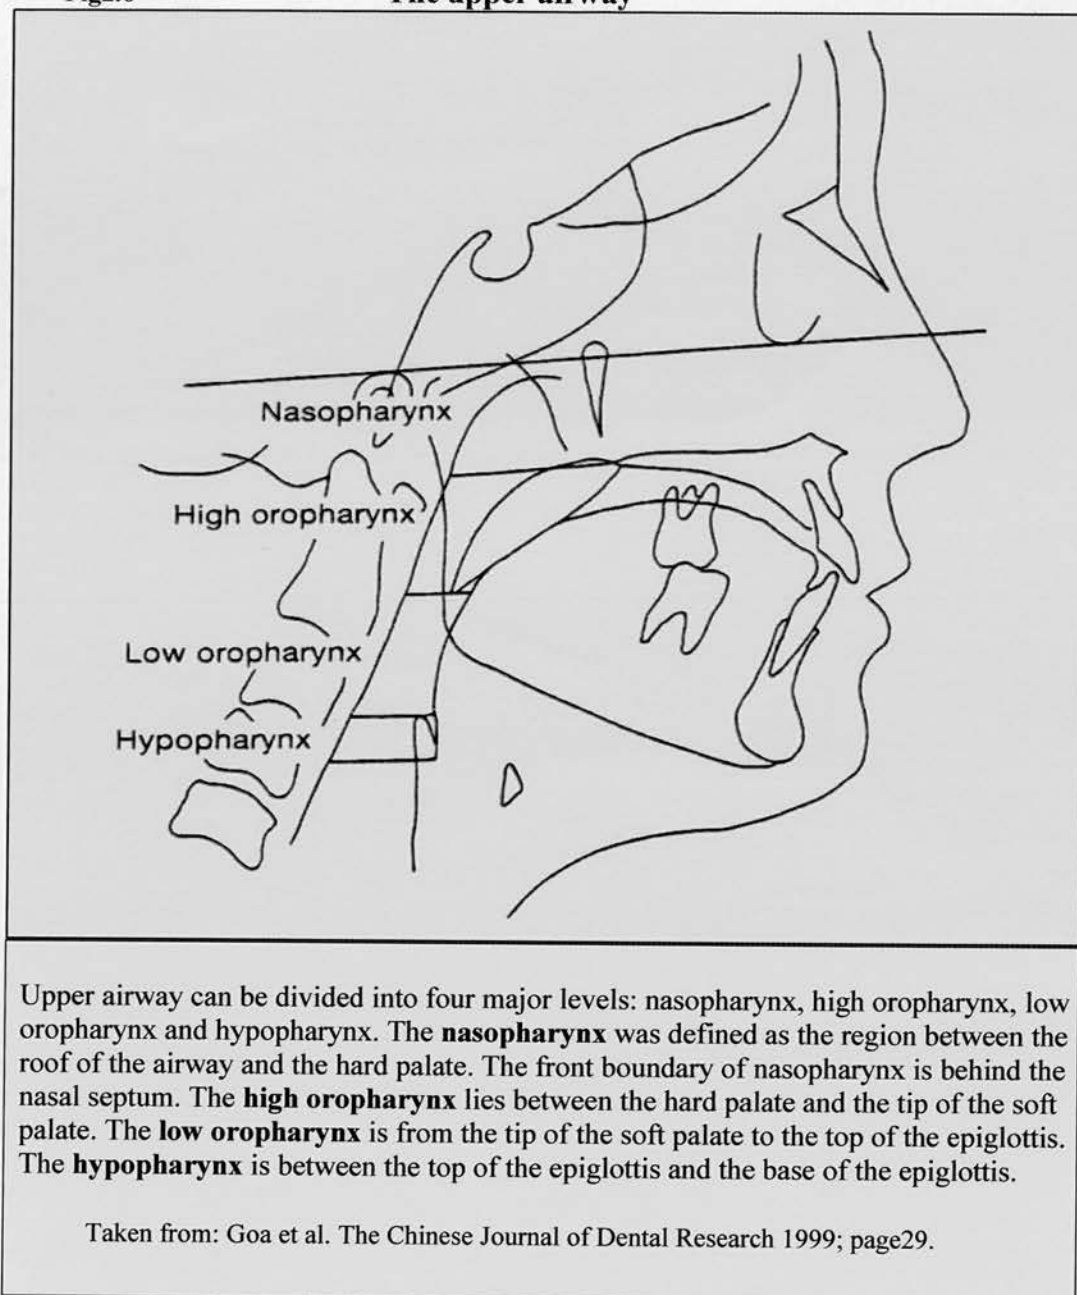 The upper airway
Nasopharynx
High oropharynx
Low oropharynx
Hypopharynx
Upper airway can be divided into four major levels: nasopharynx, high oropharynx, low
oropharynx and hypopharynx. The nasopharynx was defined as the region between the
roof of the airway and the hard palate. The front boundary of nasopharynx is behind the
nasal septum. The high oropharynx lies between the hard palate and the tip of the soft
palate. The low oropharynx is from the tip of the soft palate to the top of the epiglottis.
The hypopharynx is between the top of the epiglottis and the base of the epiglottis.
Taken from: Goa et al. The Chinese Journal of Dental Research 1999; page29.